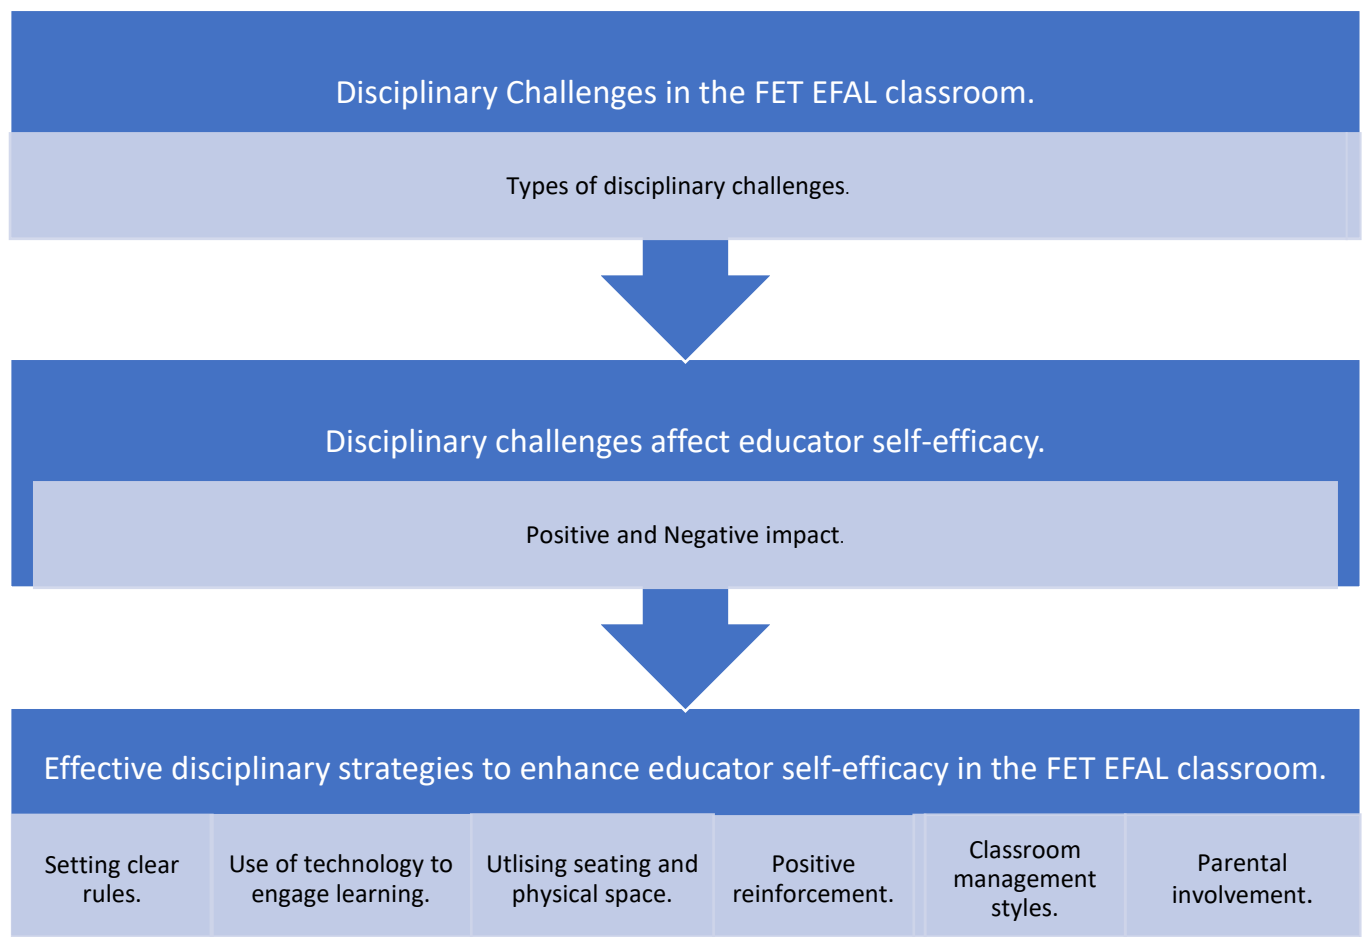 Disciplinary Challenges in the FET EFAL classroom.
Types of disciplinary challenges.
Disciplinary challenges affect educator self-efficacy.
Positive and Negative impact.
Effective disciplinary strategies to enhance educator self-efficacy in the FET EFAL classroom.
Setting clear
rules.
Use of technology to
engage learning.
Utlising seating and
physical space.
Positive
reinforcement.
Classroom
management
styles.
Parental
involvement.